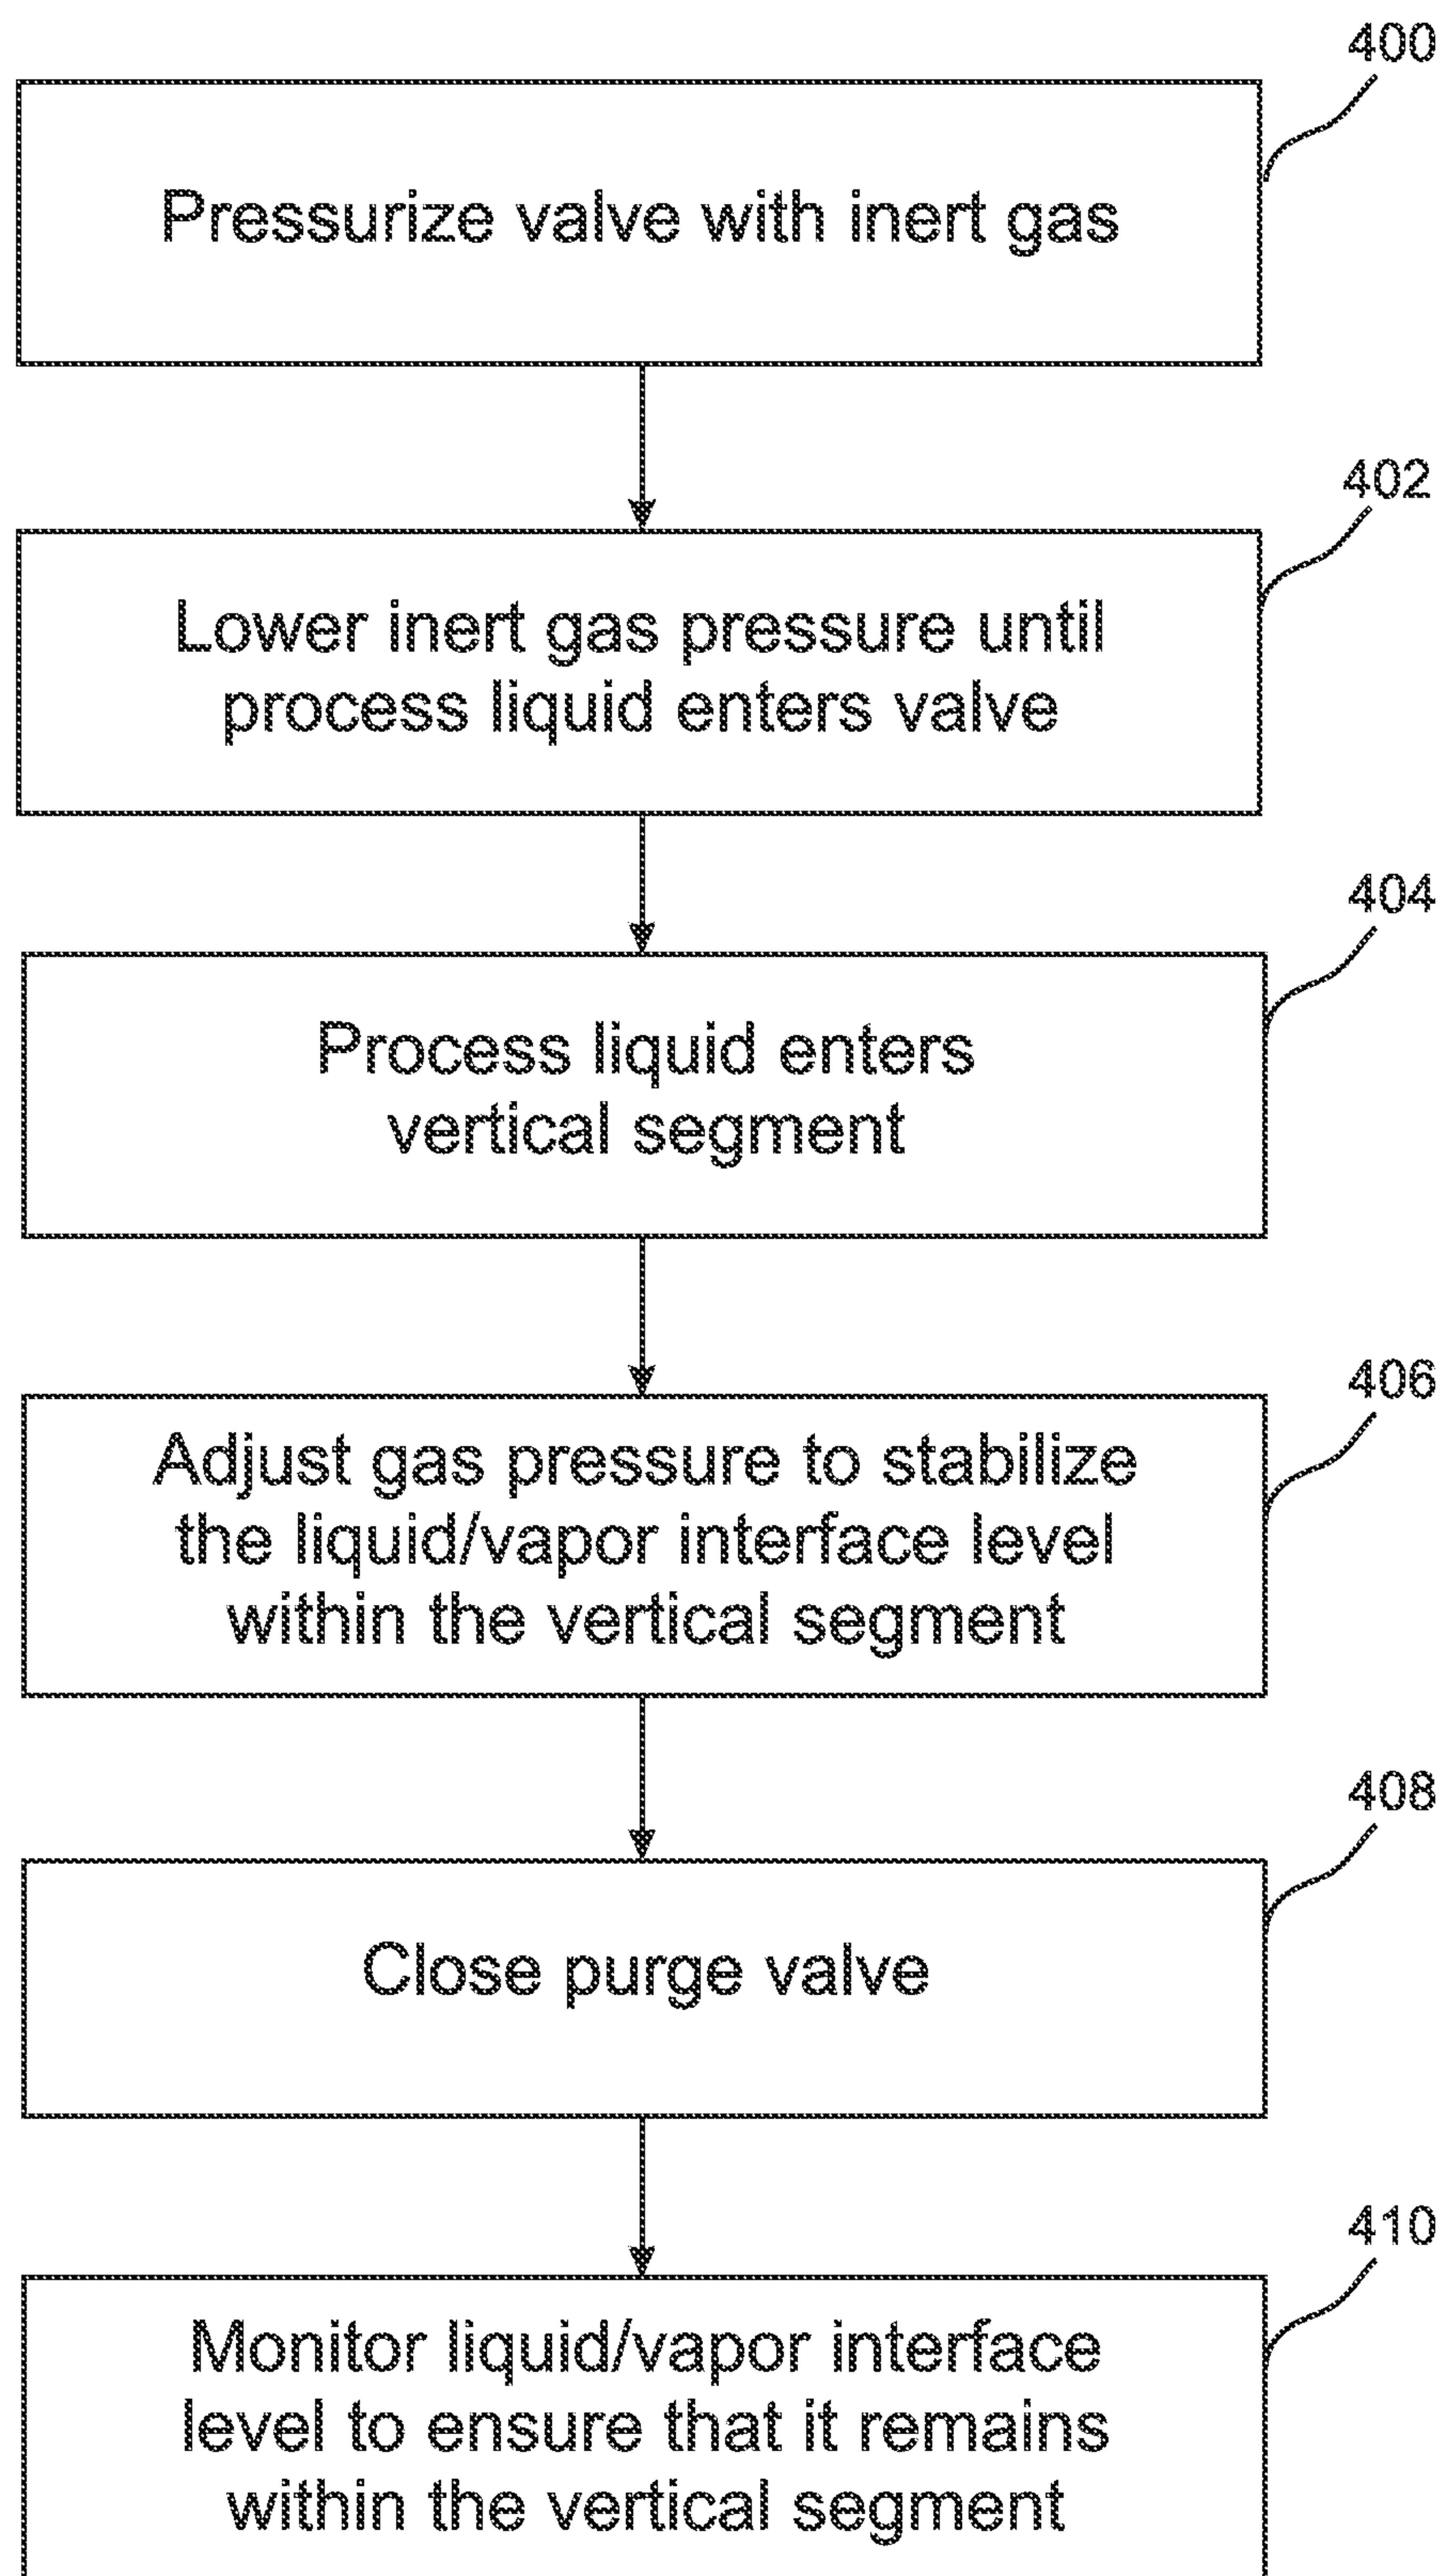 400
Pressurize valve with inert gas
402
Lower inert gas pressure until
process liquid enters valve
404
Process liquid enters
vertical segment
406
Adjust gas pressure to stabilize
the liquid/vapor interface level
within the vertical segment
408
Close purge valve
410
Monitor liquid/vapor interface
level to ensure that it remains
within the vertical segment